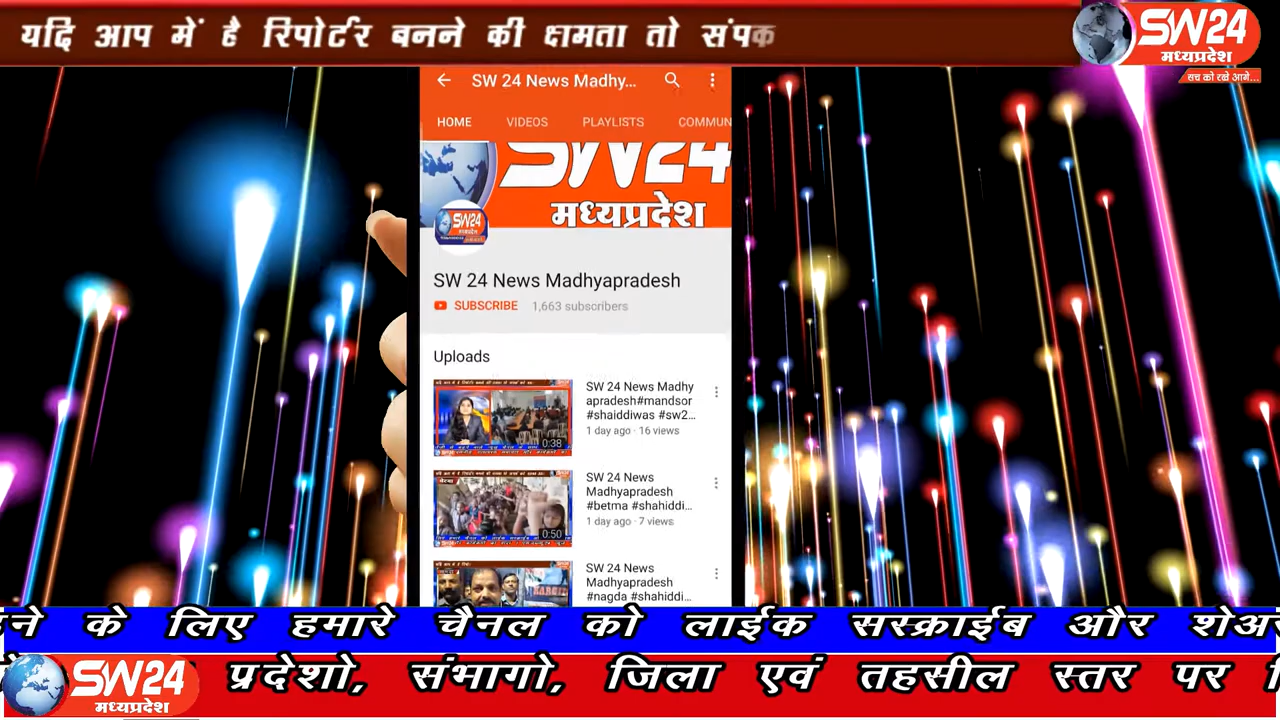 यदि आप में है रिपोर्टर बनने की क्षमता तो संपक
SW24
मध्यप्रदेश
सच को रखे आगे...
SW 24 News Madhy...
HOME VIDEOS PLAYLISTS COMMUN
SW24
मध्यप्रदेश
SW24
SW 24 News Madhyapradesh
SUBSCRIBE 1,663 subscribers
Uploads
SW 24 News Madhy
apradesh#mandsor
#shaiddiwas #sw2...
1 day ago · 16 views
0:38
SW 24 News
Madhyapradesh
#betma #shahiddi...
1 day ago · 7 views
0:50
SW 24 News
Madhyapradesh
#nagda #shahiddi...
के लिए हमारे चैनल को लाईक सस्क्राईब और शेअर
SW24
मध्यप्रदेश
प्रदेशो, संभागो, जिला एवं तहसील स्तर पर